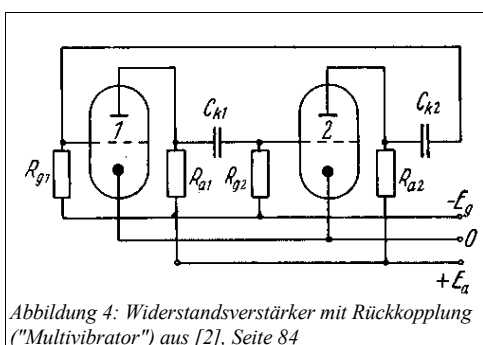 1
2
C_k1
C_k2
R_g1
R_a1
R_g2
R_a2
-E_g
0
+E_a
Abbildung 4: Widerstandsverstärker mit Rückkopplung
("Multivibrator") aus [2], Seite 84